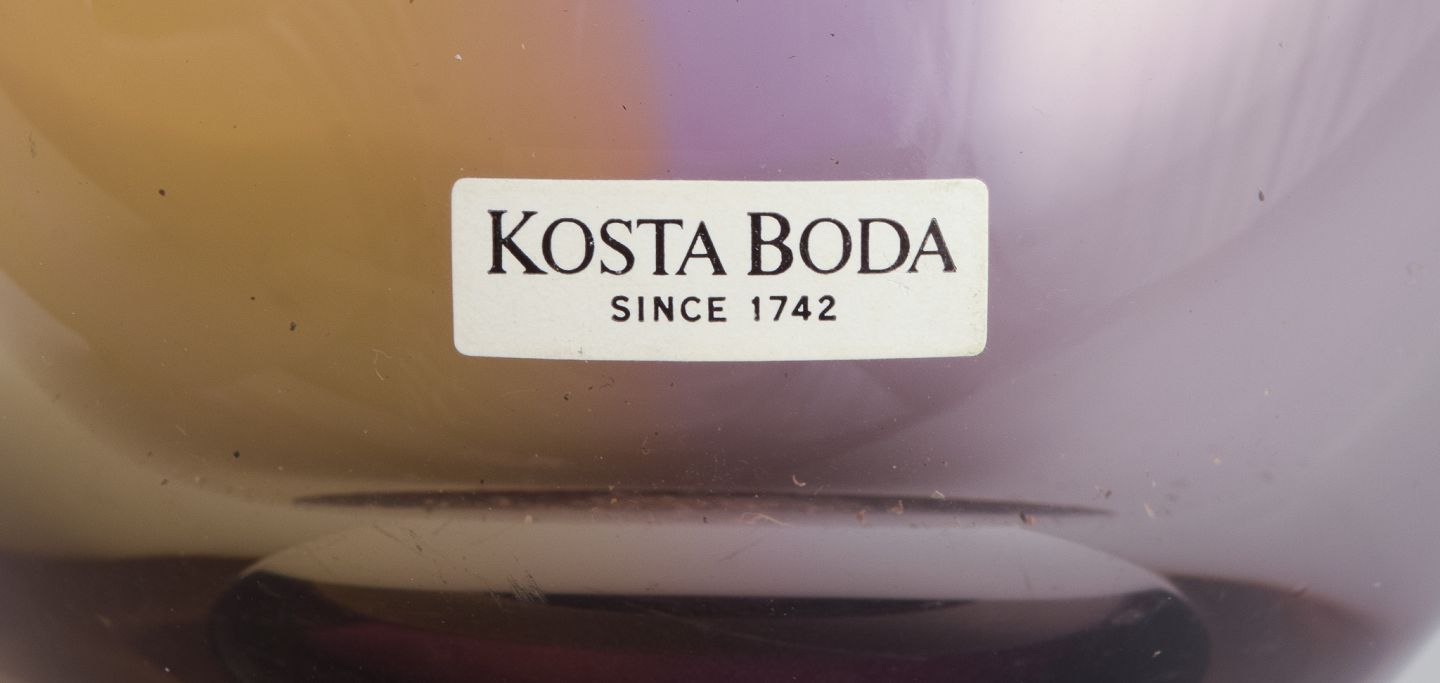 KOSTA BODA
SINCE 1742